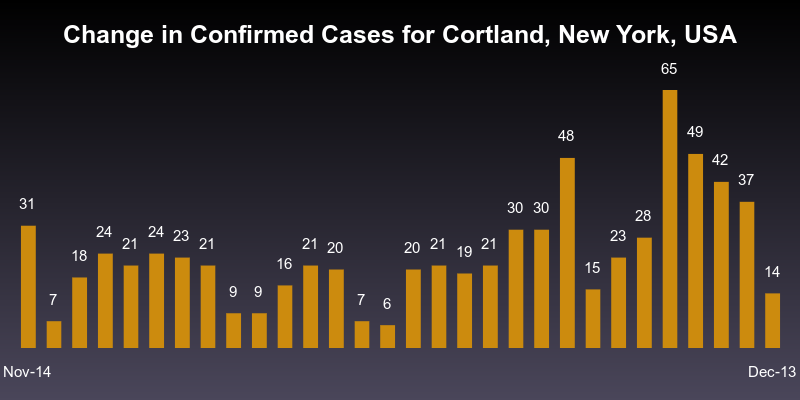 Change in Confirmed Cases for Cortland, New York, USA
31 7 18 24 21 24 23 21 9 9 16 21 20 7 6 20 21 19 21 30 30 48 15 23 28 65 49 42 37 14
Nov-14 Dec-13